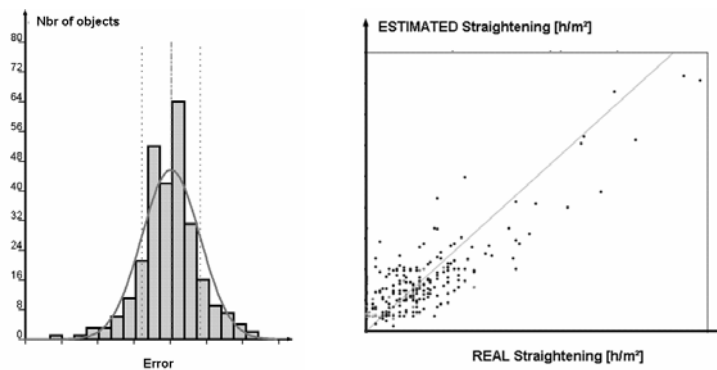 Nbr of objects
80
72
64
56
48
40
32
24
16
8
0
Error
ESTIMATED Straightening [h/m²]
REAL Straightening [h/m²]